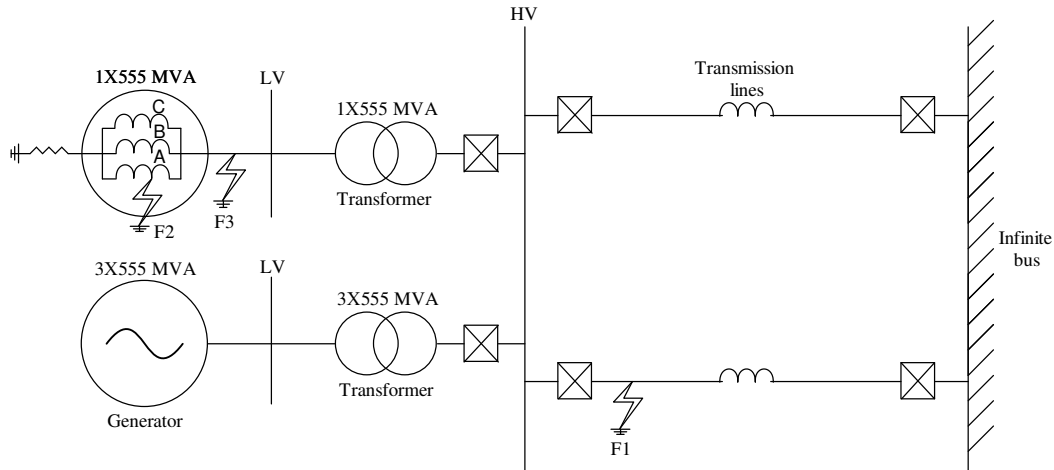 HV
1X555 MVA
LV
Transmission
lines
C
B
A
1X555 MVA
Transformer
F3
F2
3X555 MVA
LV
3X555 MVA
Transformer
Generator
Infinite
bus
F1